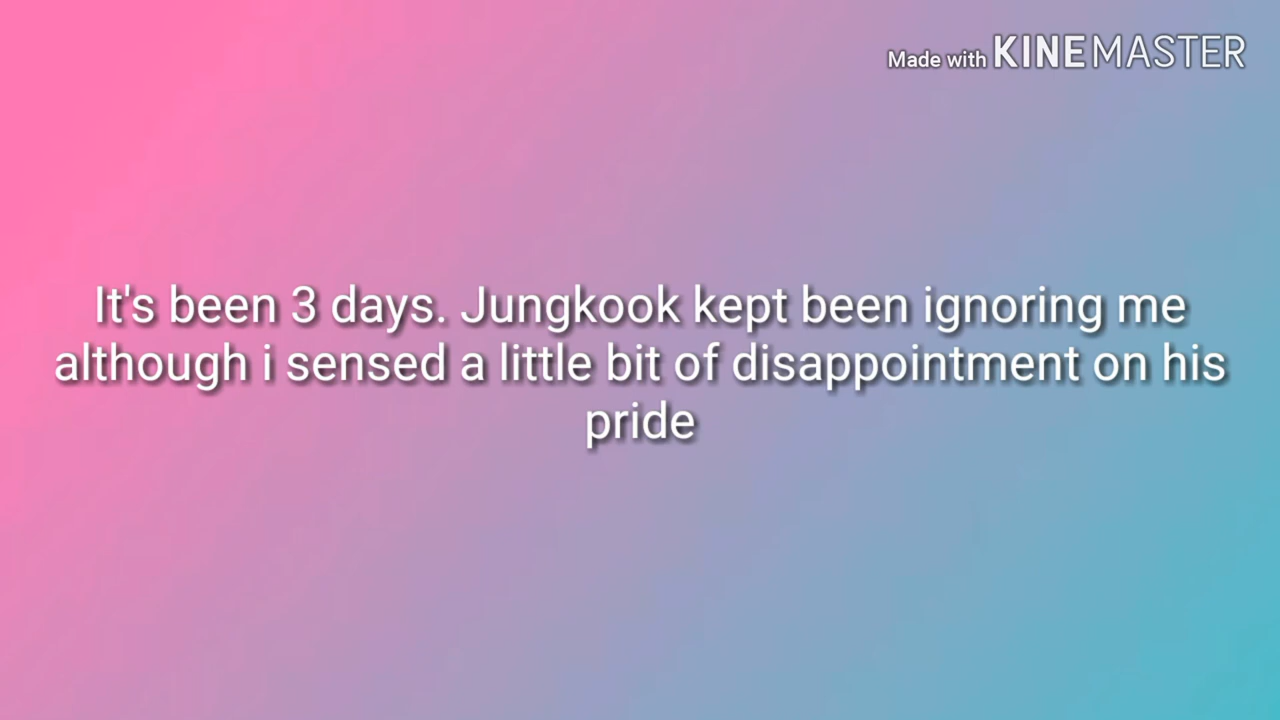 Made with KINEMASTER
It's been 3 days. Jungkook kept been ignoring me
although i sensed a little bit of disappointment on his
pride